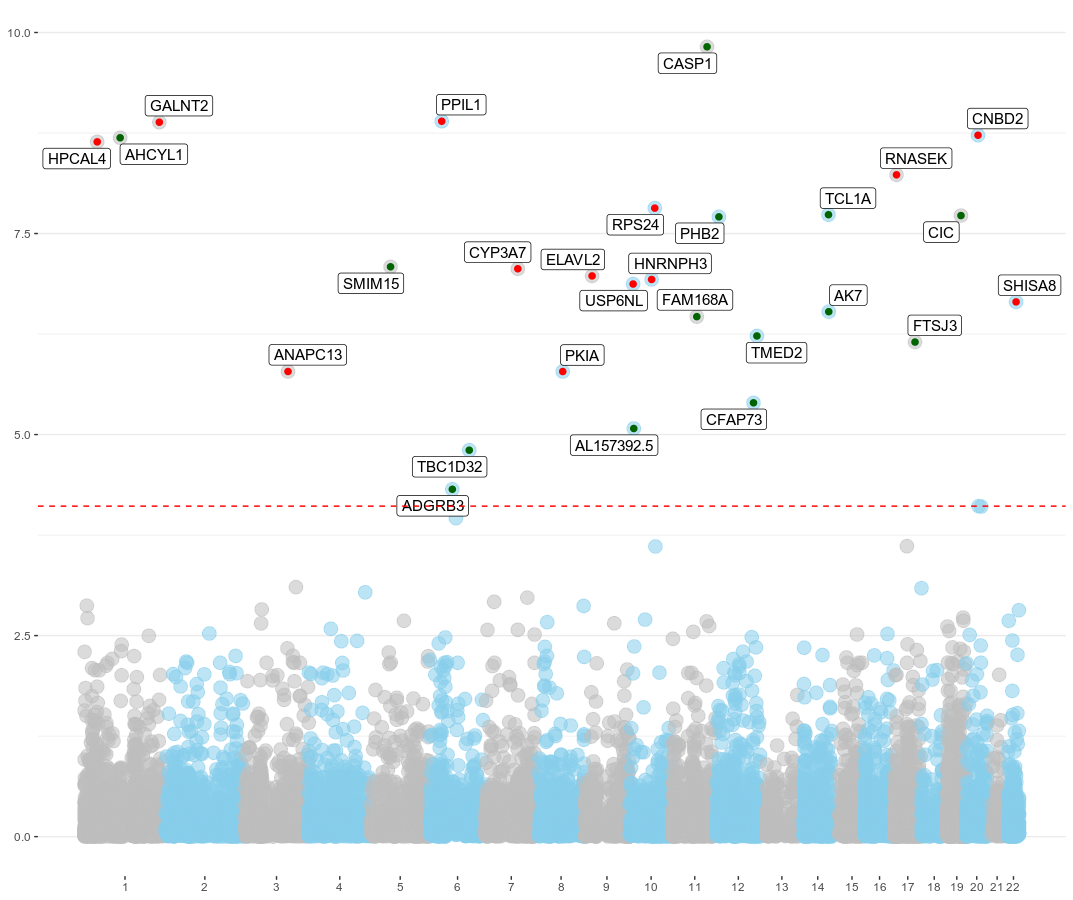 10.0
CASP1
GALNT2
PPIL1
CNBD2
HPCAL4
AHCYL1
RNASEK
TCL1A
RPS24
PHB2
CIC
7.5
CYP3A7
ELAVL2
HNRNPH3
SMIM15
USP6NL
FAM168A
SHISA8
AK7
FTSJ3
ANAPC13
PKIA
TMED2
CFAP73
5.0
AL157392.5
TBC1D32
ADGRB3
2.5
0.0
1 2 3 4 5 6 7 8 9 10 11 12 13 14 15 16 17 18 19 20 21 22